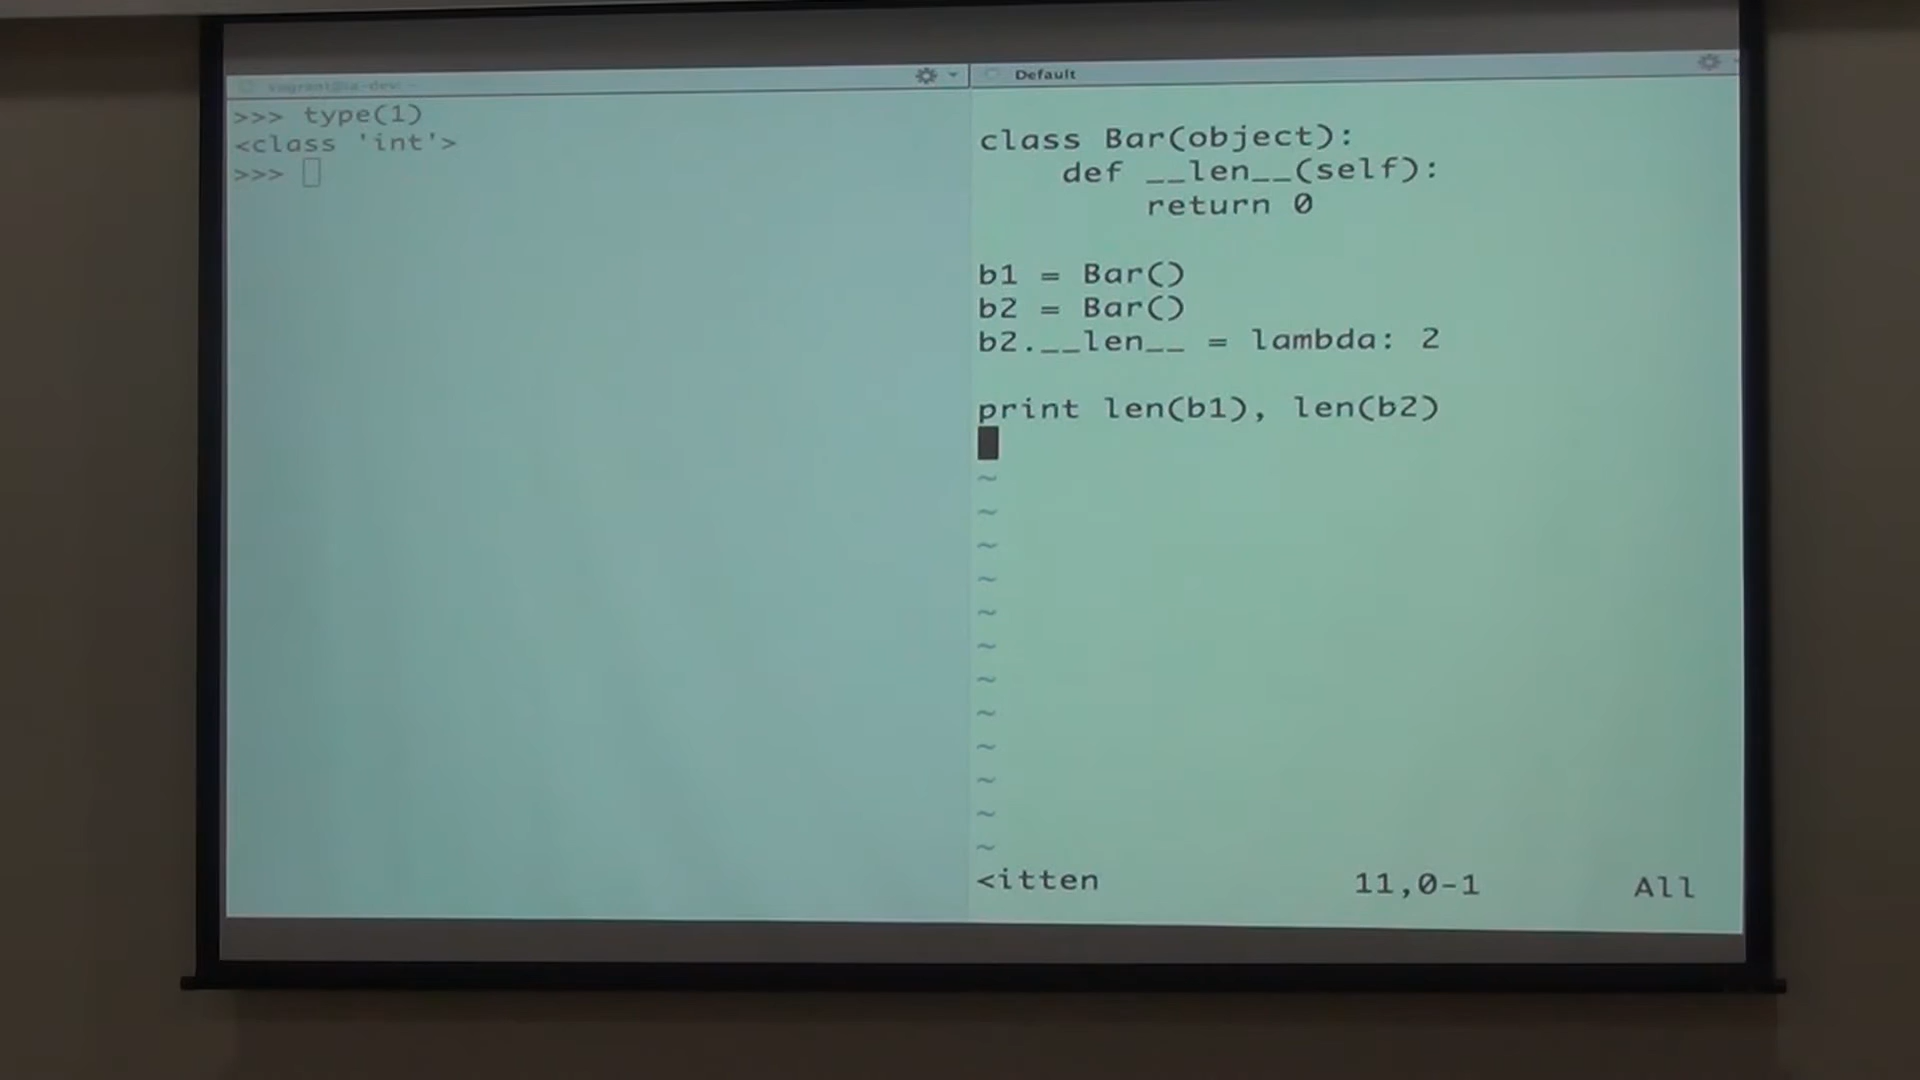 >>> type(1)
<class 'int'>
>>>
Default
class Bar(object):
    def __len__(self):
        return 0
b1 = Bar()
b2 = Bar()
b2.__len__ = lambda: 2
print len(b1), len(b2)
~
~
~
~
~
~
~
~
~
~
~
~
<itten 11,0-1 All